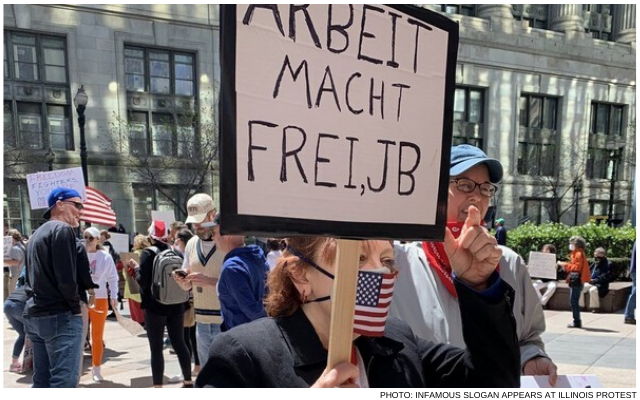 ARBEIT
MACHT
FREI, JB
PHOTO: INFAMOUS SLOGAN APPEARS AT ILLINOIS PROTEST